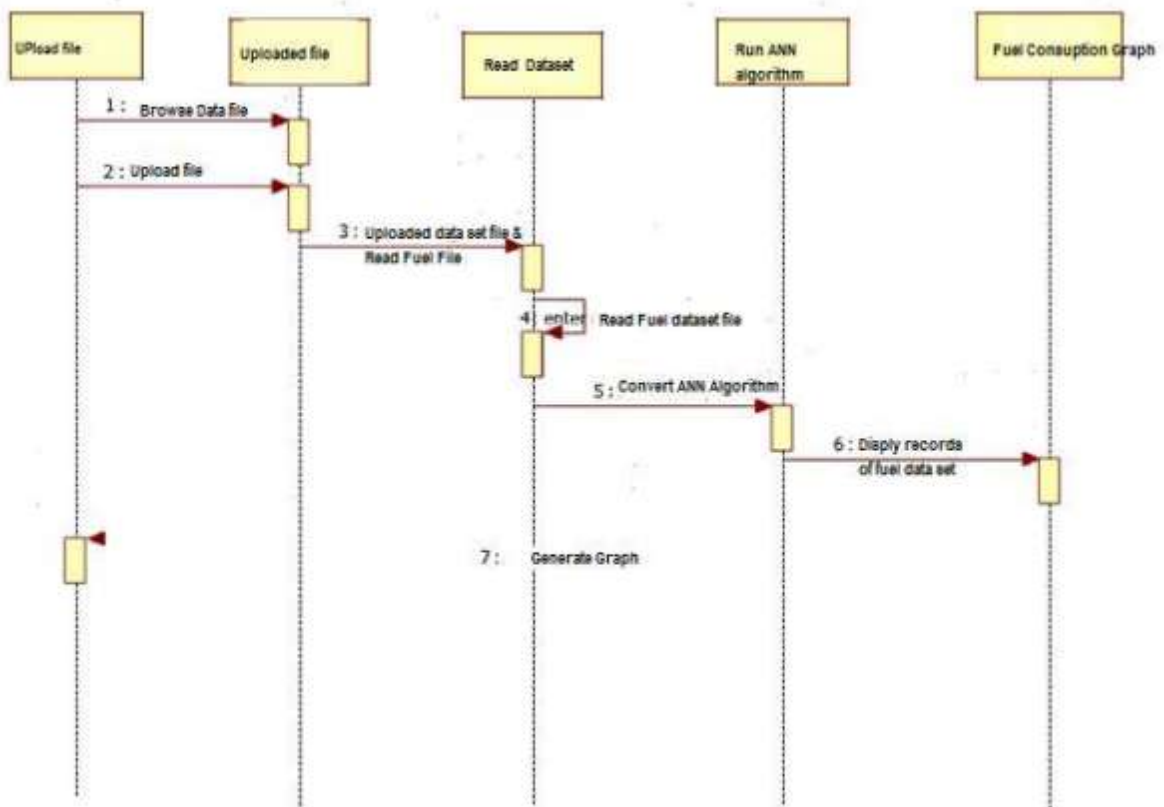 UPload file
Uploaded file
Read Dataset
Run ANN
algorithm
Fuel Consuption Graph
1 : Browse Data file
2 : Upload file
3 : Uploaded data set file &
Read Fuel File
4 : enter Read Fuel dataset file
5 : Convert ANN Algorithm
6 : Disply records
of fuel data set
7 : Generate Graph